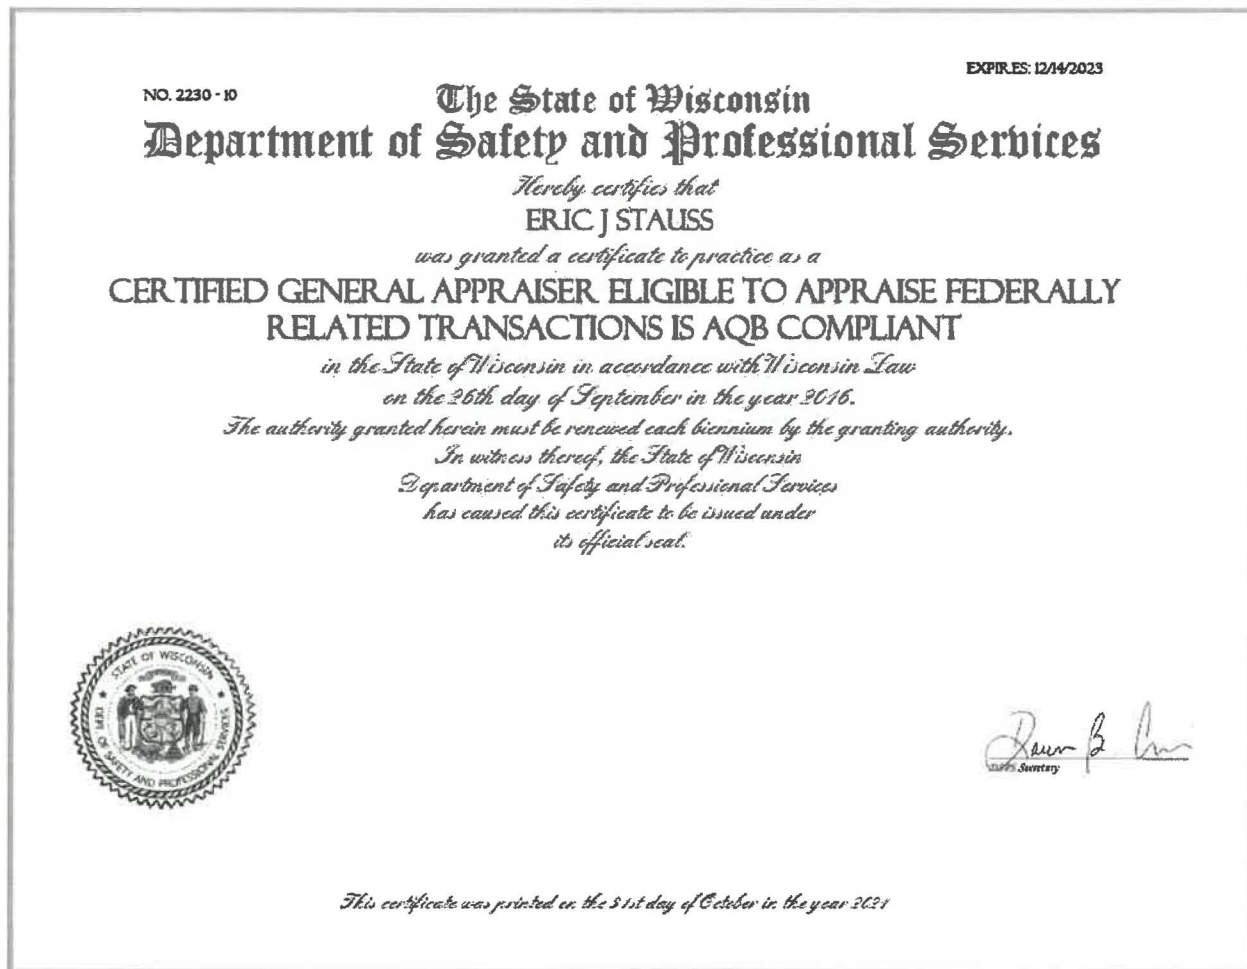 EXPIRES: 12/14/2023
NO. 2230 - 10
The State of Wisconsin
Department of Safety and Professional Services
Hereby certifies that
ERIC J STAUSS
was granted a certificate to practice as a
CERTIFIED GENERAL APPRAISER ELIGIBLE TO APPRAISE FEDERALLY
RELATED TRANSACTIONS IS AQB COMPLIANT
in the State of Wisconsin in accordance with Wisconsin Law
on the 26th day of September in the year 2016.
The authority granted herein must be renewed each biennium by the granting authority.
In witness thereof, the State of Wisconsin
Department of Safety and Professional Services
has caused this certificate to be issued under
its official seal.
STATE OF WISCONSIN
DEPT OF SAFETY AND PROFESSIONAL SERVICES
Secretary
This certificate was printed on the 31st day of October in the year 2021